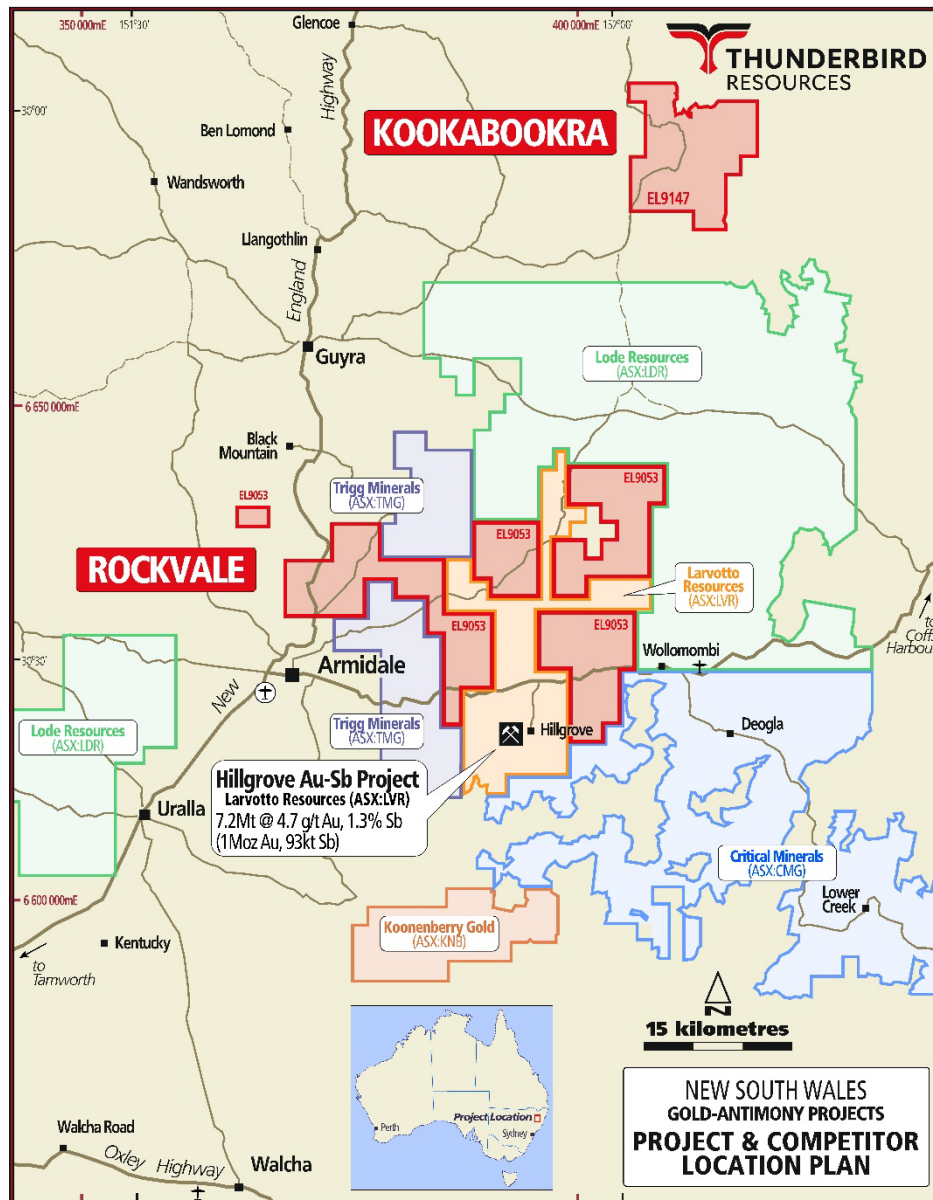 350 000mE
151°30'
Glencoe
400 000mE
152°00'
THUNDERBIRD
RESOURCES
30°00'
Ben Lomond
Highway
KOOKABOOKRA
Wandsworth
EL9147
Llangothlin
England
Guyra
Lode Resources
(ASX:LDR)
6 650 000mE
Black
Mountain
Trigg Minerals
(ASX:TMG)
EL9053
EL9053
EL9053
ROCKVALE
Larvotto
Resources
(ASX:LVR)
EL9053
EL9053
to
Coffs
Harbour
Wollomombi
30°30'
Armidale
New
Lode Resources
(ASX:LDR)
Trigg Minerals
(ASX:TMG)
Hillgrove
Deogla
Hillgrove Au-Sb Project
Larvotto Resources (ASX:LVR)
7.2Mt @ 4.7 g/t Au, 1.3% Sb
(1Moz Au, 93kt Sb)
Uralla
Critical Minerals
(ASX:CMG)
Lower
Creek
6 600 000mE
Koonenberry Gold
(ASX:KNB)
Kentucky
to
Tamworth
N
15 kilometres
Project Location
Perth
Sydney
NEW SOUTH WALES
GOLD-ANTIMONY PROJECTS
PROJECT & COMPETITOR
LOCATION PLAN
Walcha Road
Oxley Highway
Walcha